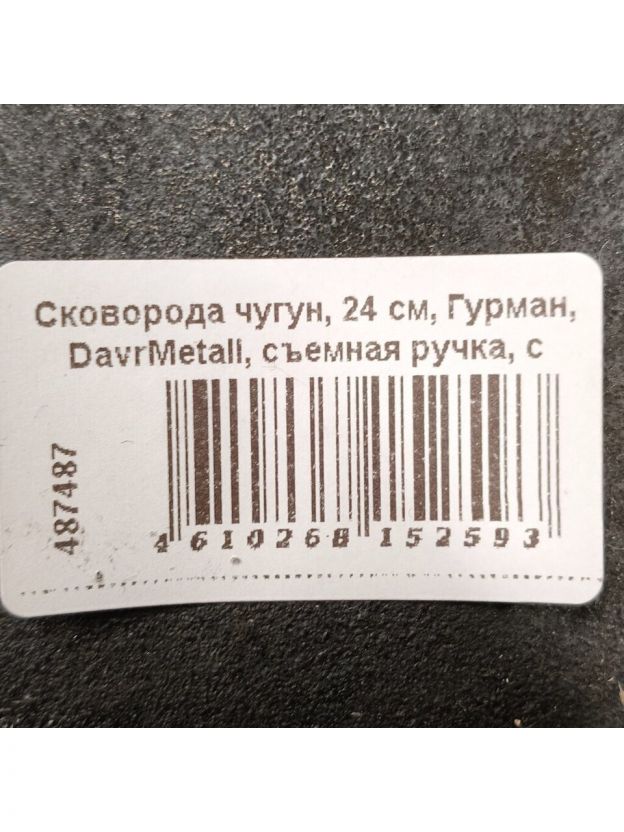 Сковорода чугун, 24 см, Гурман,
DavrMetall, съемная ручка, с
487487
4 610268 152593